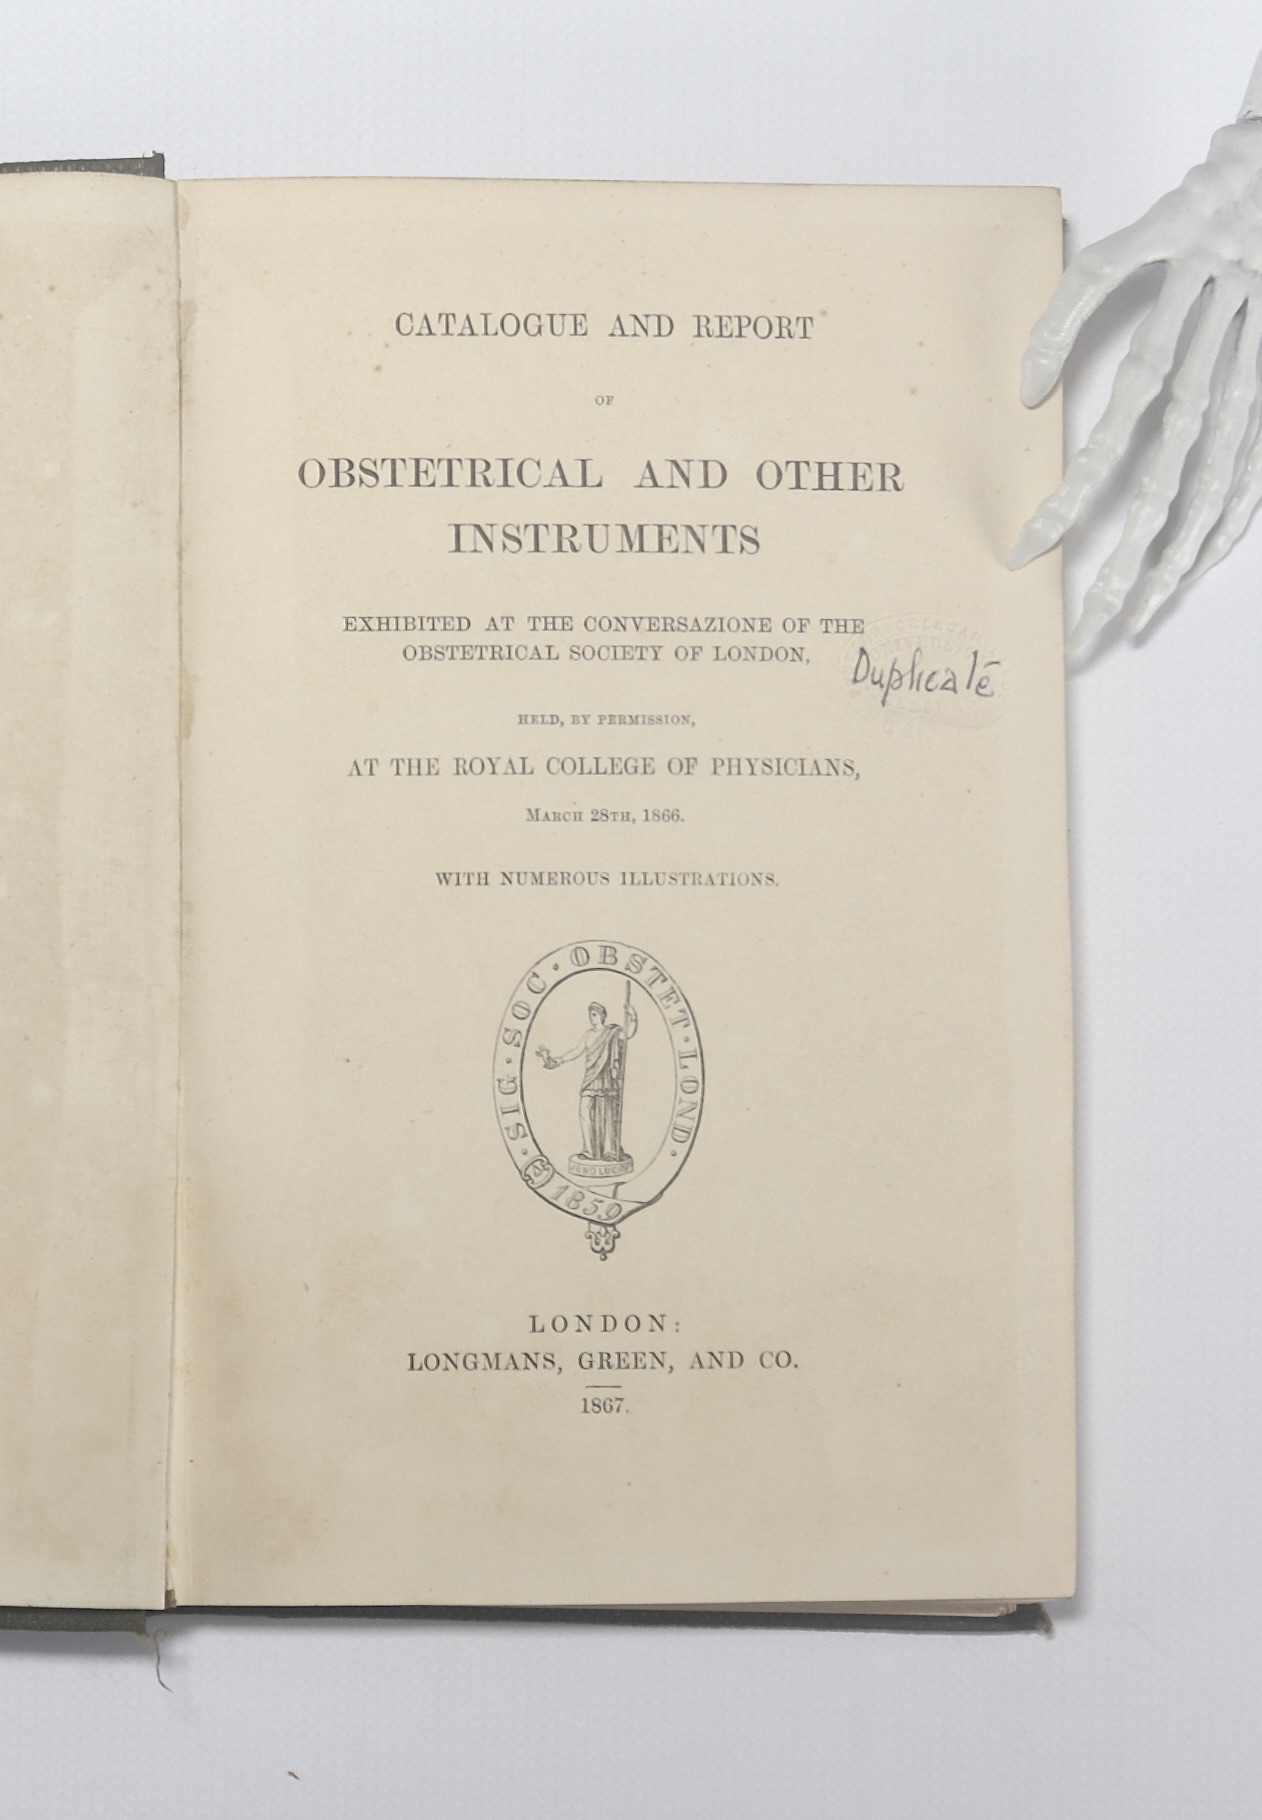 CATALOGUE AND REPORT
OF
OBSTETRICAL AND OTHER
INSTRUMENTS
EXHIBITED AT THE CONVERSAZIONE OF THE
OBSTETRICAL SOCIETY OF LONDON,
Duplicate
HELD, BY PERMISSION,
AT THE ROYAL COLLEGE OF PHYSICIANS,
MARCH 28TH, 1866.
WITH NUMEROUS ILLUSTRATIONS.
· SIG · SOC · OBSTET · LOND ·
1859
LONDON:
LONGMANS, GREEN, AND CO.
1867.